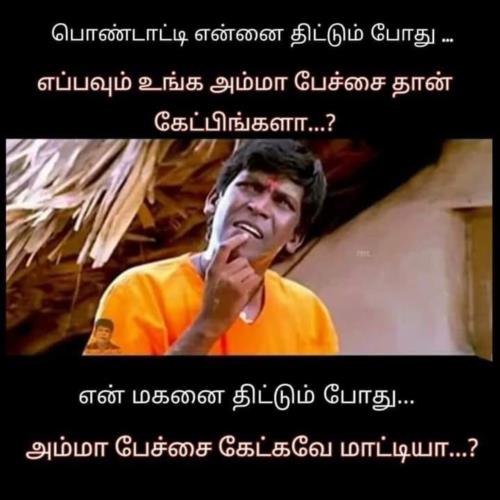 பொண்டாட்டி என்னை திட்டும் போது ...
எப்பவும் உங்க அம்மா பேச்சை தான்
கேட்பிங்களா...?
என் மகனை திட்டும் போது...
அம்மா பேச்சை கேட்கவே மாட்டியா...?